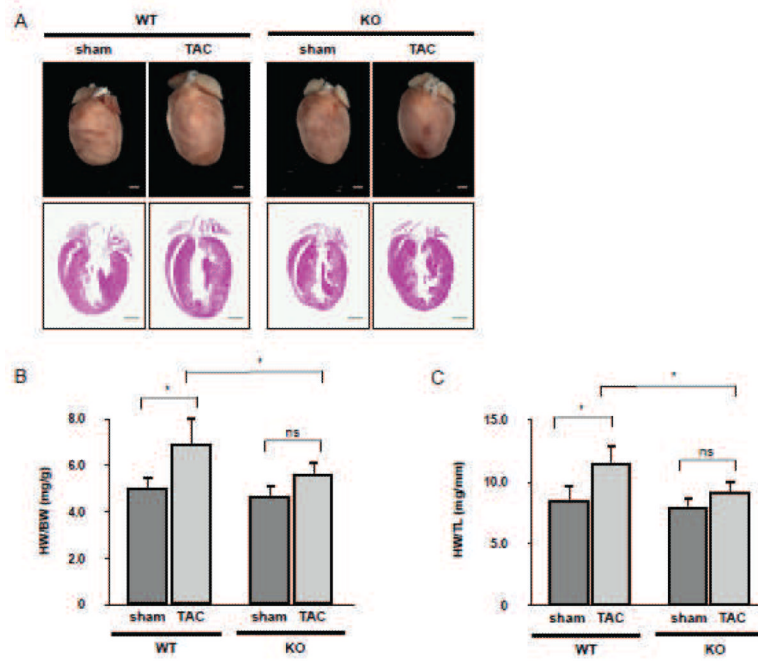 A
WT KO
sham TAC sham TAC
B
*
*
ns
8.0
6.0
4.0
2.0
0
HW/BW (mg/g)
sham TAC sham TAC
WT KO
C
*
*
ns
15.0
10.0
5.0
0
HW/TL (mg/mm)
sham TAC sham TAC
WT KO